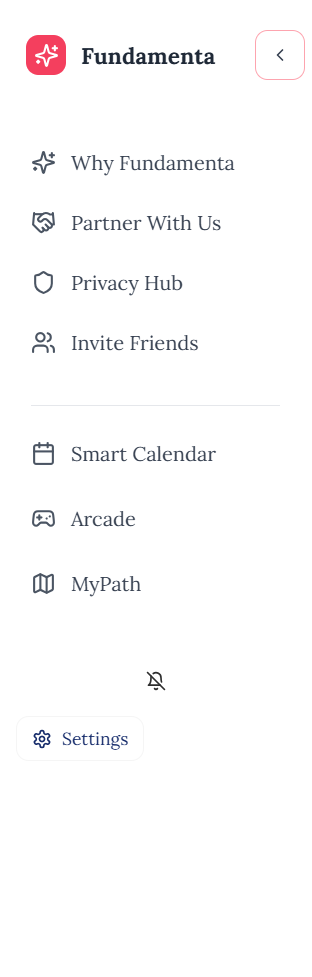 Fundamenta
Why Fundamenta
Partner With Us
Privacy Hub
Invite Friends
Smart Calendar
Arcade
MyPath
Settings